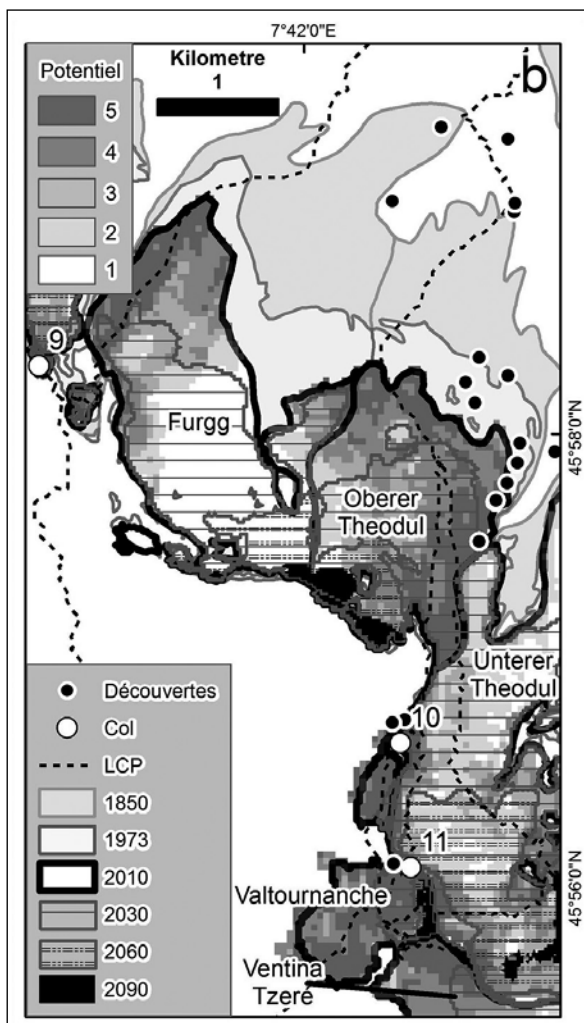 7°42'0"E
Potentiel
5
4
3
2
1
Kilometre
1
b
9
Furgg
Oberer
Theodul
45°58'0"N
Unterer
Theodul
10
11
Valtournanche
Ventina
Tzeré
45°56'0"N
Découvertes
Col
LCP
1850
1973
2010
2030
2060
2090